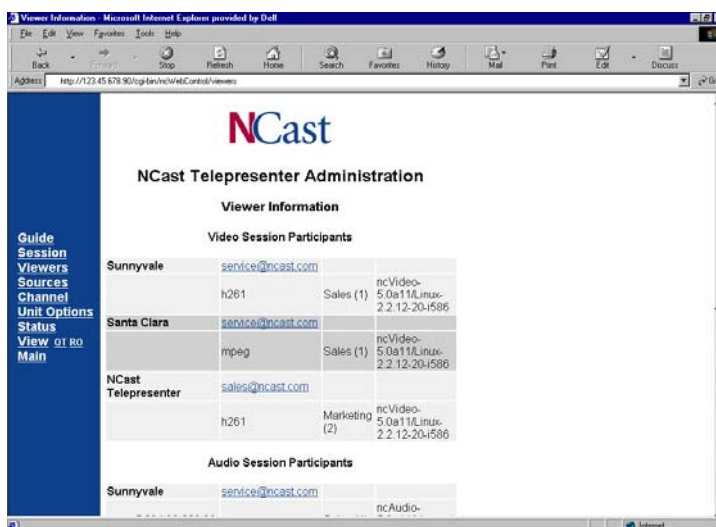 Viewer Information - Microsoft Internet Explorer provided by Dell
File Edit View Favorites Tools Help
Back Forward Stop Refresh Home Search Favorites History Mail Print Edit Discuss
Address http://123.45.678.90/cgi-bin/ncWebControl/viewers
NCast
NCast Telepresenter Administration
Viewer Information
Video Session Participants
Guide
Session
Viewers
Sources
Channel
Unit Options
Status
View QT RO
Main
Sunnyvale service@ncast.com
h261 Sales (1) ncVideo-
5.0a11/Linux-
2.2.12-20-i586
Santa Clara service@ncast.com
mpeg Sales (1) ncVideo-
5.0a11/Linux-
2.2.12-20-i586
NCast
Telepresenter sales@ncast.com
h261 Marketing
(2) ncVideo-
5.0a11/Linux-
2.2.12-20-i586
Audio Session Participants
Sunnyvale service@ncast.com
ncAudio-
Internet